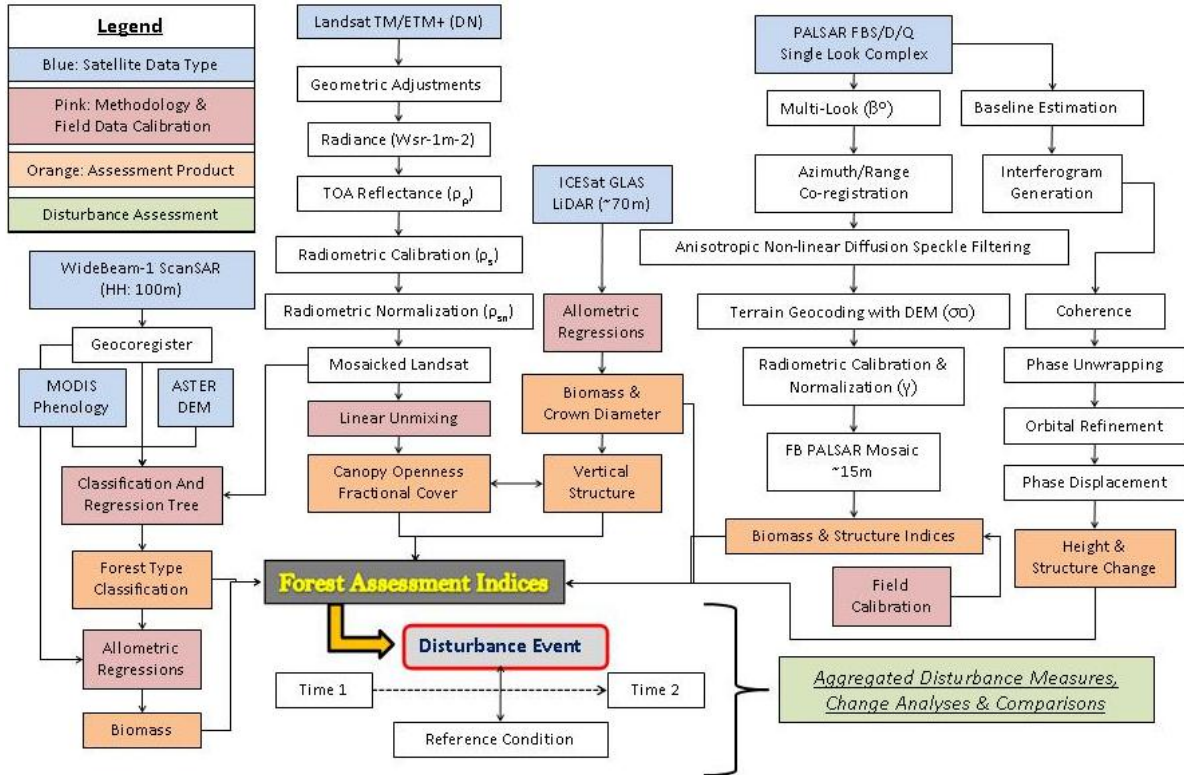 Legend
Blue: Satellite Data Type
Pink: Methodology &
Field Data Calibration
Orange: Assessment Product
Disturbance Assessment
WideBeam-1 ScanSAR
(HH: 100m)
Geocoregister
MODIS
Phenology
ASTER
DEM
Classification And
Regression Tree
Forest Type
Classification
Allometric
Regressions
Biomass
Landsat TM/ETM+ (DN)
Geometric Adjustments
Radiance (Wsr-1m-2)
TOA Reflectance (ρρ)
Radiometric Calibration (ρs)
Radiometric Normalization (ρsn)
Mosaicked Landsat
Linear Unmixing
Canopy Openness
Fractional Cover
ICESat GLAS
LiDAR (~70m)
Allometric
Regressions
Biomass &
Crown Diameter
Vertical
Structure
PALSAR FBS/D/Q
Single Look Complex
Multi-Look (βº)
Azimuth/Range
Co-registration
Anisotropic Non-linear Diffusion Speckle Filtering
Terrain Geocoding with DEM (σo)
Radiometric Calibration &
Normalization (γ)
FB PALSAR Mosaic
~15m
Biomass & Structure Indices
Field
Calibration
Baseline Estimation
Interferogram
Generation
Coherence
Phase Unwrapping
Orbital Refinement
Phase Displacement
Height &
Structure Change
Forest Assessment Indices
Disturbance Event
Time 1
Time 2
Reference Condition
Aggregated Disturbance Measures,
Change Analyses & Comparisons